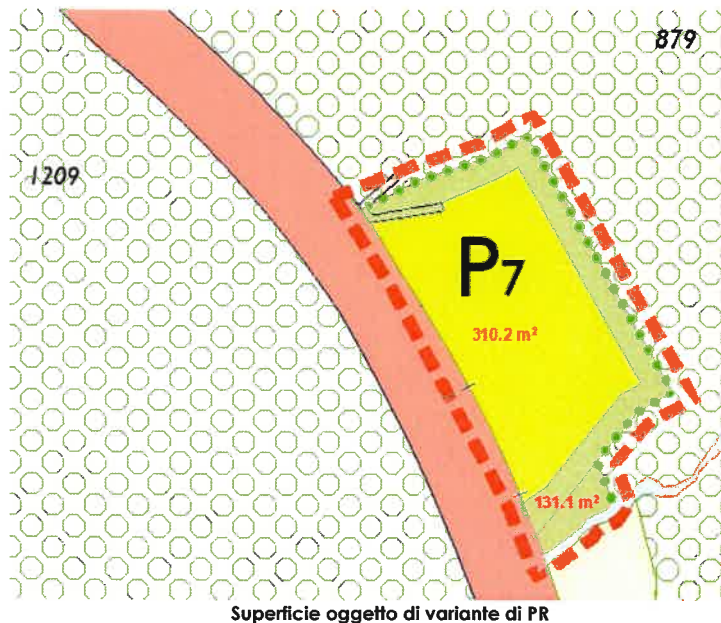 879
1209
P7
310.2 m²
131.1 m²
Superficie oggetto di variante di PR